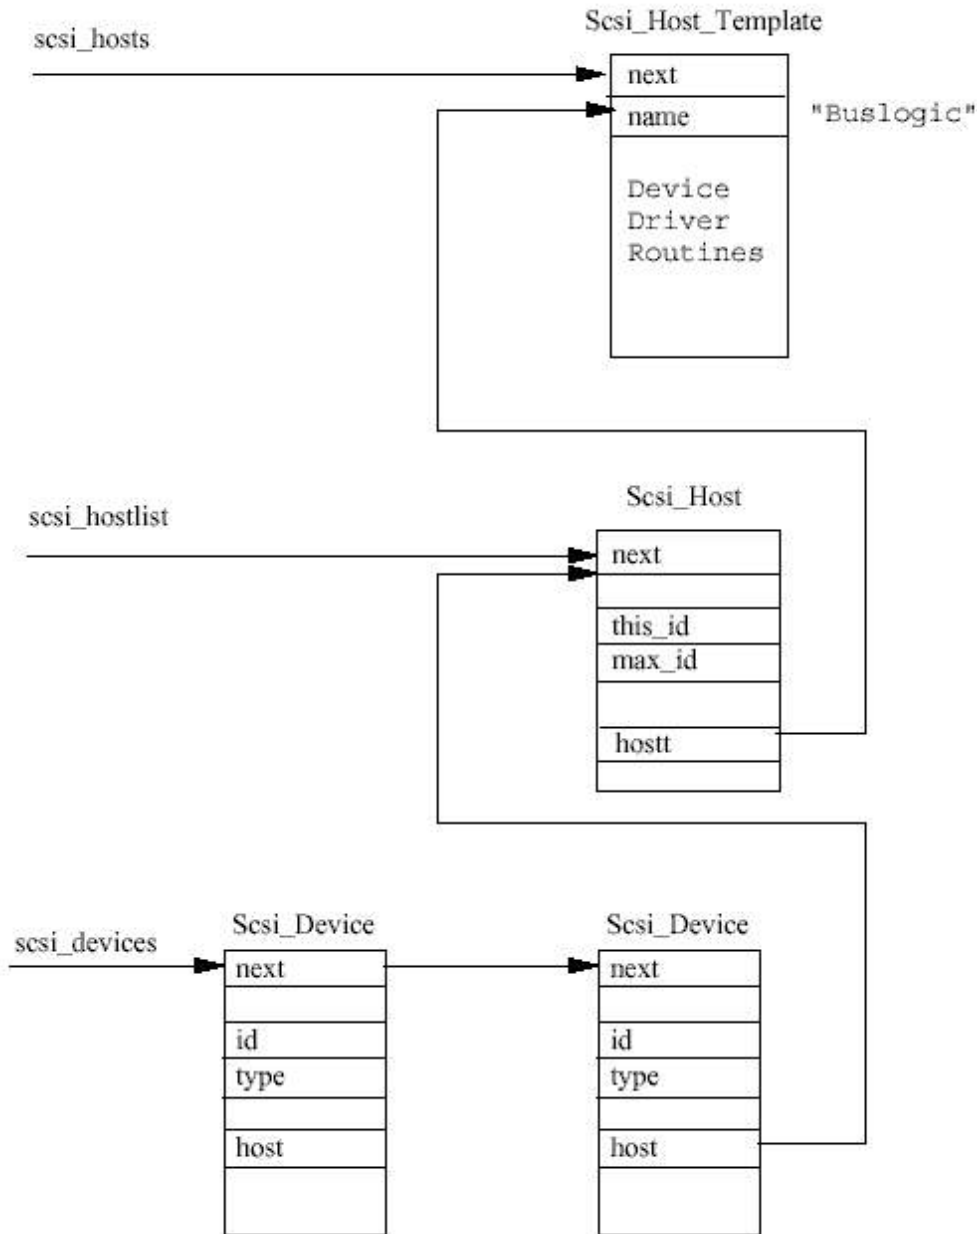 scsi_hosts
Scsi_Host_Template
next
name
"Buslogic"
Device
Driver
Routines
scsi_hostlist
Scsi_Host
next
this_id
max_id
hostt
scsi_devices
Scsi_Device
next
id
type
host
Scsi_Device
next
id
type
host